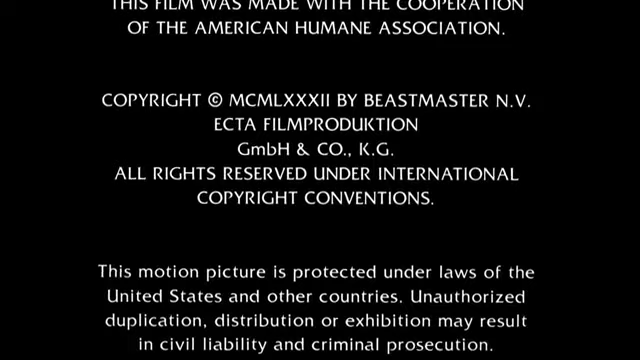 THIS FILM WAS MADE WITH THE COOPERATION
OF THE AMERICAN HUMANE ASSOCIATION.
COPYRIGHT © MCMLXXXII BY BEASTMASTER N.V.
ECTA FILMPRODUKTION
GmbH & CO., K.G.
ALL RIGHTS RESERVED UNDER INTERNATIONAL
COPYRIGHT CONVENTIONS.
This motion picture is protected under laws of the
United States and other countries. Unauthorized
duplication, distribution or exhibition may result
in civil liability and criminal prosecution.